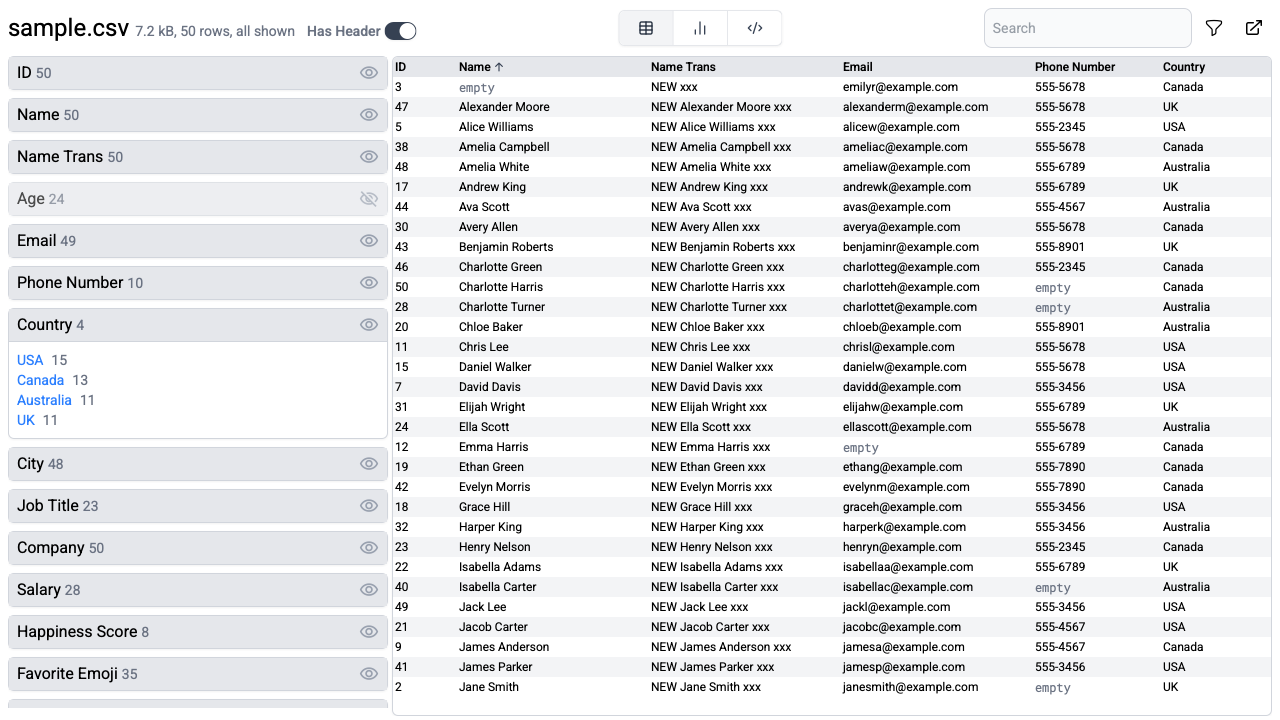 sample.csv 7.2 kB, 50 rows, all shown Has Header Search
ID 50
Name 50
Name Trans 50
Age 24
Email 49
Phone Number 10
Country 4
USA 15
Canada 13
Australia 11
UK 11
City 48
Job Title 23
Company 50
Salary 28
Happiness Score 8
Favorite Emoji 35
ID Name ↑ Name Trans Email Phone Number Country
3 empty NEW xxx emilyr@example.com 555-5678 Canada
47 Alexander Moore NEW Alexander Moore xxx alexanderm@example.com 555-5678 UK
5 Alice Williams NEW Alice Williams xxx alicew@example.com 555-2345 USA
38 Amelia Campbell NEW Amelia Campbell xxx ameliac@example.com 555-5678 Canada
48 Amelia White NEW Amelia White xxx ameliaw@example.com 555-6789 Australia
17 Andrew King NEW Andrew King xxx andrewk@example.com 555-6789 UK
44 Ava Scott NEW Ava Scott xxx avas@example.com 555-4567 Australia
30 Avery Allen NEW Avery Allen xxx averya@example.com 555-5678 Canada
43 Benjamin Roberts NEW Benjamin Roberts xxx benjaminr@example.com 555-8901 UK
46 Charlotte Green NEW Charlotte Green xxx charlotteg@example.com 555-2345 Canada
50 Charlotte Harris NEW Charlotte Harris xxx charlotteh@example.com empty Canada
28 Charlotte Turner NEW Charlotte Turner xxx charlottet@example.com empty Australia
20 Chloe Baker NEW Chloe Baker xxx chloeb@example.com 555-8901 Australia
11 Chris Lee NEW Chris Lee xxx chrisl@example.com 555-5678 USA
15 Daniel Walker NEW Daniel Walker xxx danielw@example.com 555-5678 USA
7 David Davis NEW David Davis xxx davidd@example.com 555-3456 USA
31 Elijah Wright NEW Elijah Wright xxx elijahw@example.com 555-6789 UK
24 Ella Scott NEW Ella Scott xxx ellascott@example.com 555-5678 Australia
12 Emma Harris NEW Emma Harris xxx empty 555-6789 Canada
19 Ethan Green NEW Ethan Green xxx ethang@example.com 555-7890 Canada
42 Evelyn Morris NEW Evelyn Morris xxx evelynm@example.com 555-7890 Canada
18 Grace Hill NEW Grace Hill xxx graceh@example.com 555-3456 USA
32 Harper King NEW Harper King xxx harperk@example.com 555-3456 Australia
23 Henry Nelson NEW Henry Nelson xxx henryn@example.com 555-2345 Canada
22 Isabella Adams NEW Isabella Adams xxx isabellaa@example.com 555-6789 UK
40 Isabella Carter NEW Isabella Carter xxx isabellac@example.com empty Australia
49 Jack Lee NEW Jack Lee xxx jackl@example.com 555-3456 USA
21 Jacob Carter NEW Jacob Carter xxx jacobc@example.com 555-4567 USA
9 James Anderson NEW James Anderson xxx jamesa@example.com 555-4567 Canada
41 James Parker NEW James Parker xxx jamesp@example.com 555-3456 USA
2 Jane Smith NEW Jane Smith xxx janesmith@example.com empty UK